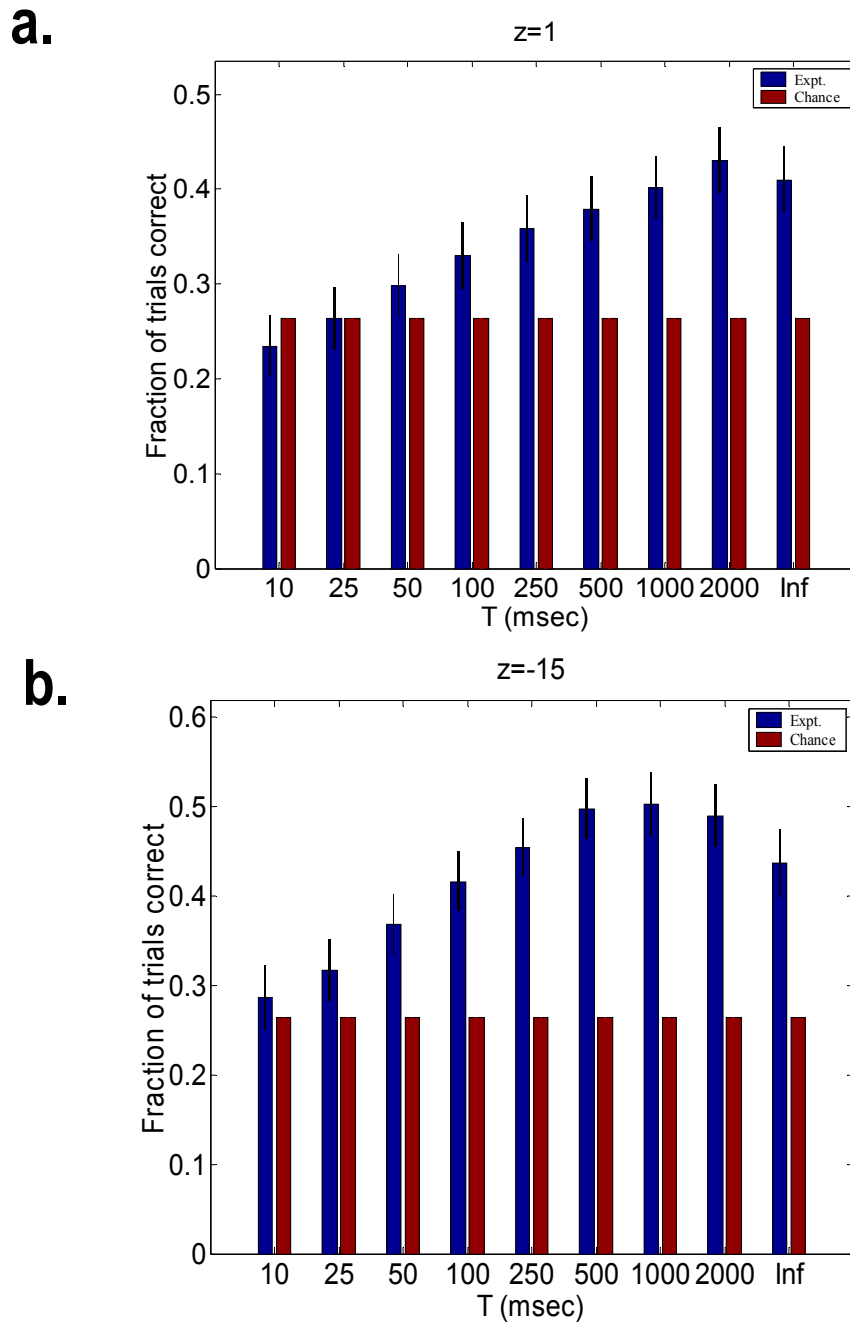 a.
z=1
Expt.
Chance
Fraction of trials correct
0.5
0.4
0.3
0.2
0.1
0
10 25 50 100 250 500 1000 2000 Inf
T (msec)
b.
z=-15
Expt.
Chance
Fraction of trials correct
0.6
0.5
0.4
0.3
0.2
0.1
0
10 25 50 100 250 500 1000 2000 Inf
T (msec)